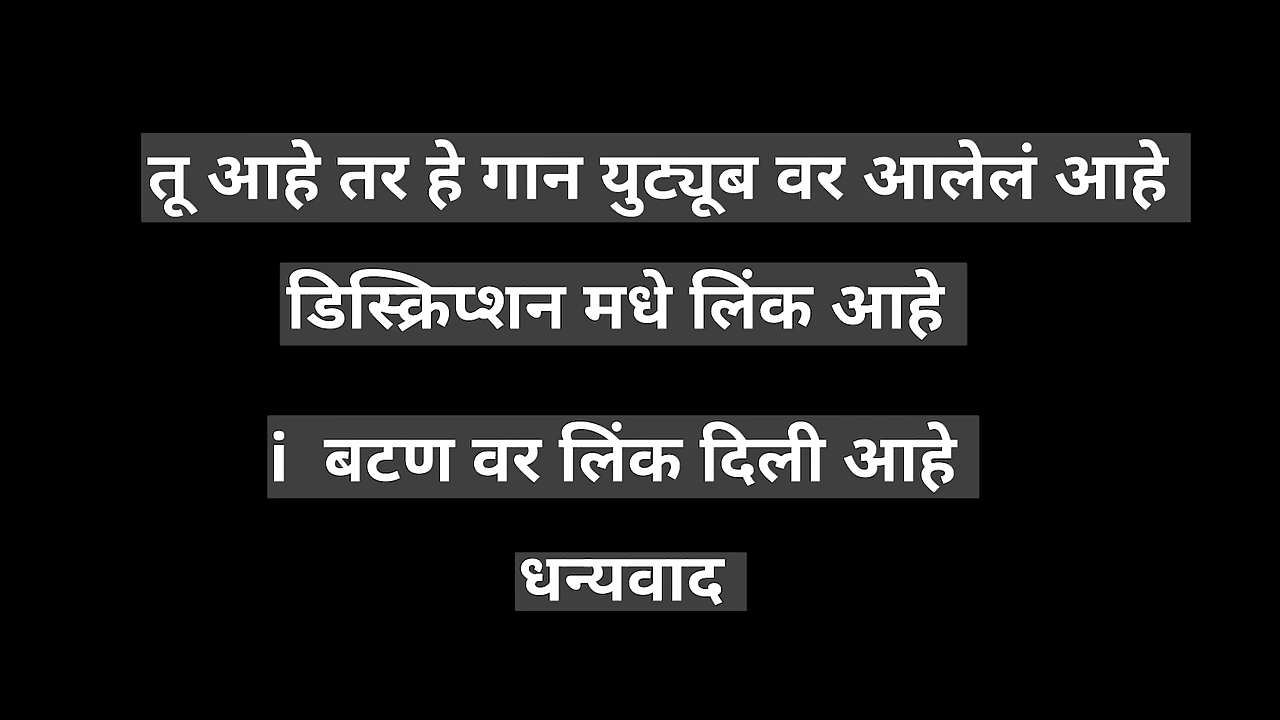 तू आहे तर हे गान युट्यूब वर आलेलं आहे
डिस्क्रिप्शन मधे लिंक आहे
i बटण वर लिंक दिली आहे
धन्यवाद